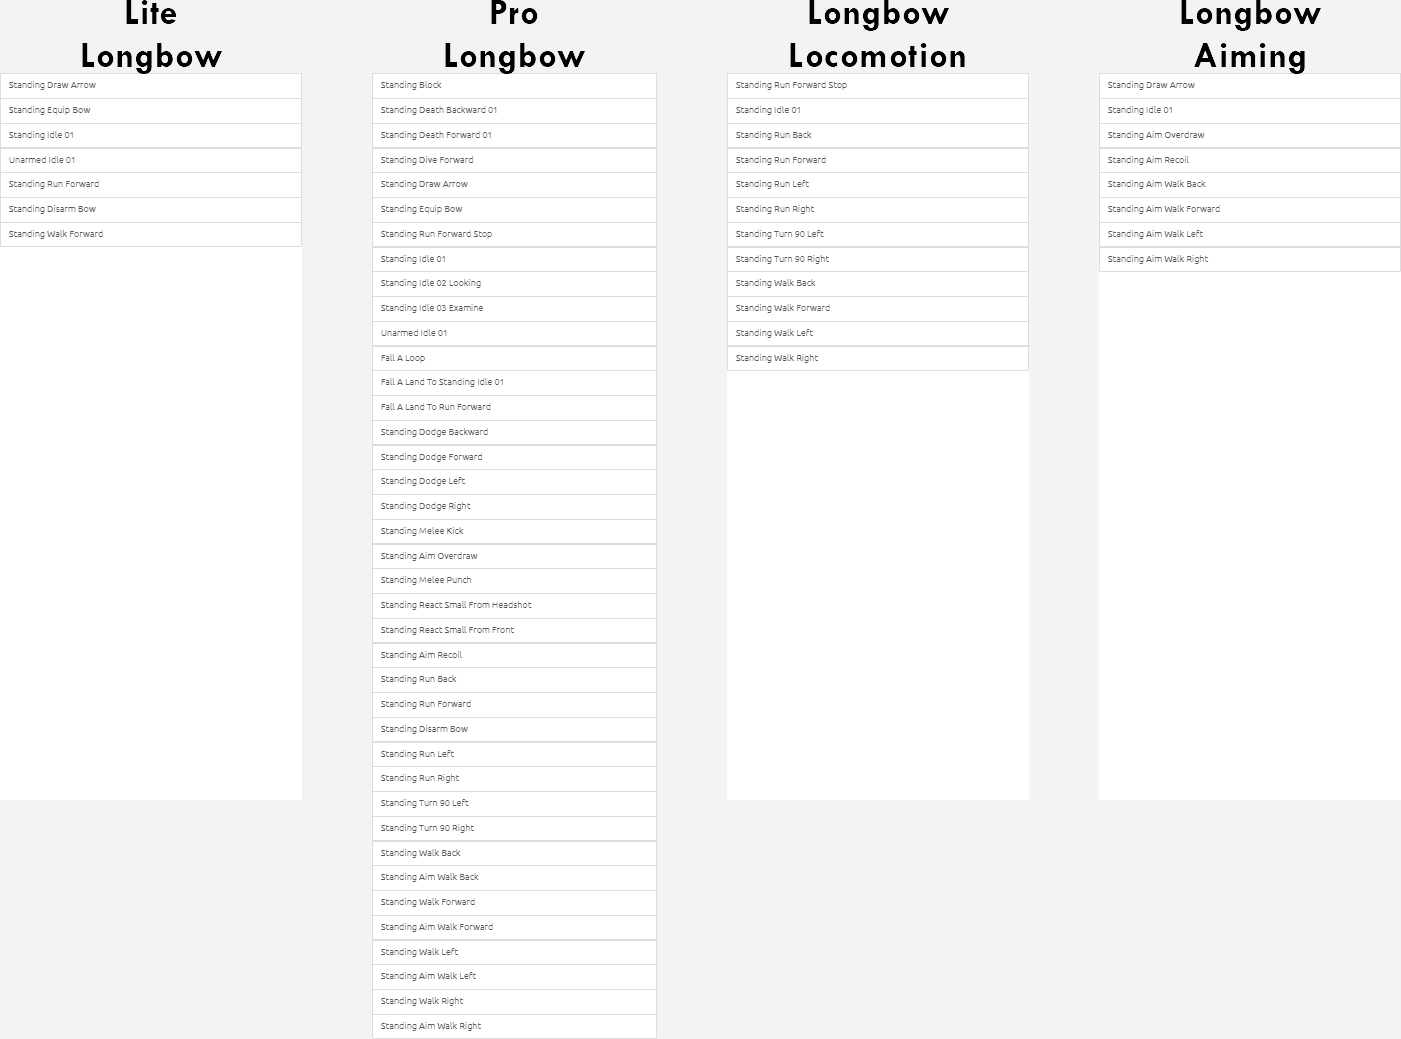 Lite
Longbow
Standing Draw Arrow
Standing Equip Bow
Standing Idle 01
Unarmed Idle 01
Standing Run Forward
Standing Disarm Bow
Standing Walk Forward
Pro
Longbow
Standing Block
Standing Death Backward 01
Standing Death Forward 01
Standing Dive Forward
Standing Draw Arrow
Standing Equip Bow
Standing Run Forward Stop
Standing Idle 01
Standing Idle 02 Looking
Standing Idle 03 Examine
Unarmed Idle 01
Fall A Loop
Fall A Land To Standing Idle 01
Fall A Land To Run Forward
Standing Dodge Backward
Standing Dodge Forward
Standing Dodge Left
Standing Dodge Right
Standing Melee Kick
Standing Aim Overdraw
Standing Melee Punch
Standing React Small From Headshot
Standing React Small From Front
Standing Aim Recoil
Standing Run Back
Standing Run Forward
Standing Disarm Bow
Standing Run Left
Standing Run Right
Standing Turn 90 Left
Standing Turn 90 Right
Standing Walk Back
Standing Aim Walk Back
Standing Walk Forward
Standing Aim Walk Forward
Standing Walk Left
Standing Aim Walk Left
Standing Walk Right
Standing Aim Walk Right
Longbow
Locomotion
Standing Run Forward Stop
Standing Idle 01
Standing Run Back
Standing Run Forward
Standing Run Left
Standing Run Right
Standing Turn 90 Left
Standing Turn 90 Right
Standing Walk Back
Standing Walk Forward
Standing Walk Left
Standing Walk Right
Longbow
Aiming
Standing Draw Arrow
Standing Idle 01
Standing Aim Overdraw
Standing Aim Recoil
Standing Aim Walk Back
Standing Aim Walk Forward
Standing Aim Walk Left
Standing Aim Walk Right